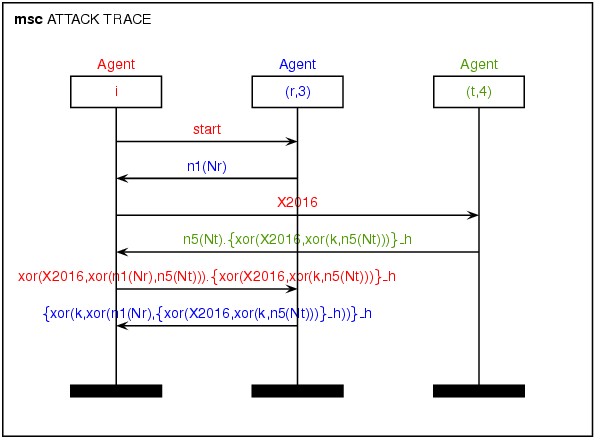 msc ATTACK TRACE
Agent Agent Agent
i (r,3) (t,4)
start
n1(Nr)
X2016
n5(Nt).{xor(X2016,xor(k,n5(Nt)))}_h
xor(X2016,xor(n1(Nr),n5(Nt))).{xor(X2016,xor(k,n5(Nt)))}_h
{xor(k,xor(n1(Nr),{xor(X2016,xor(k,n5(Nt)))}_h))}_h